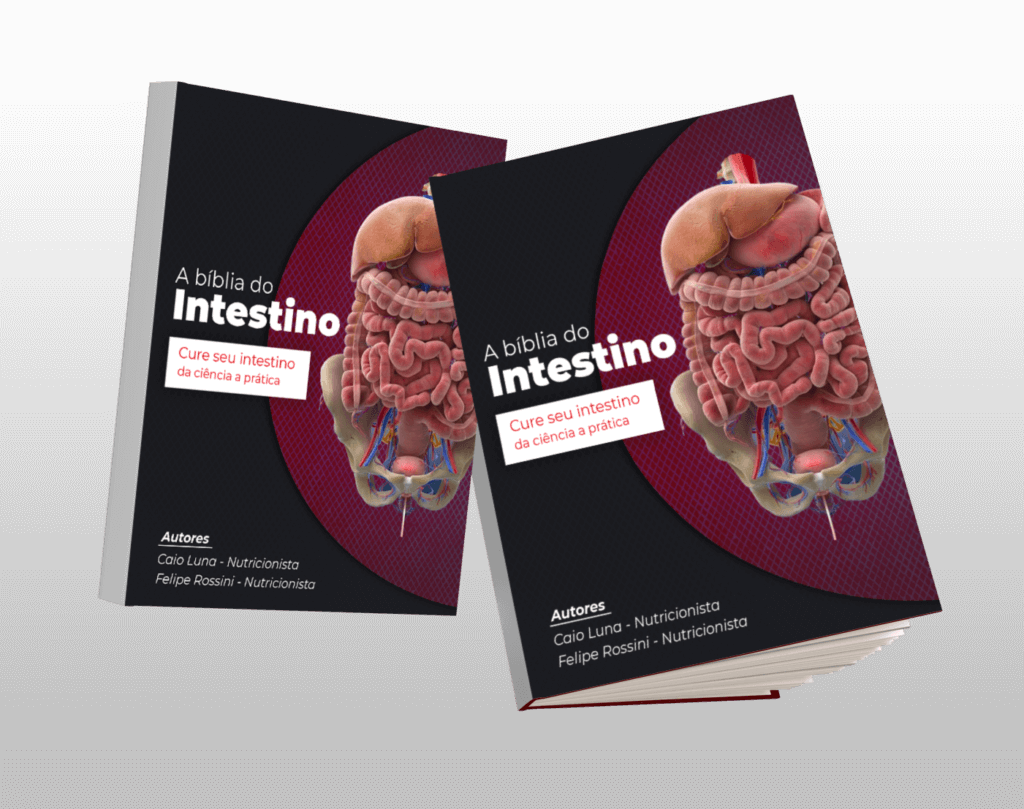 A bíblia do
Intestino
Cure seu intestino
da ciência a prática
Autores
Caio Luna - Nutricionista
Felipe Rossini - Nutricionista
A bíblia do
Intestino
Cure seu intestino
da ciência a prática
Autores
Caio Luna - Nutricionista
Felipe Rossini - Nutricionista